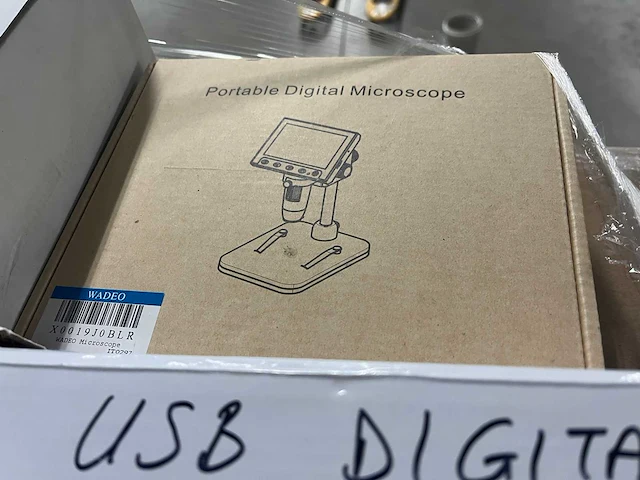 Portable Digital Microscope
WADEO
X0019J0BLR
WADEO Microscope
USB DIGITA